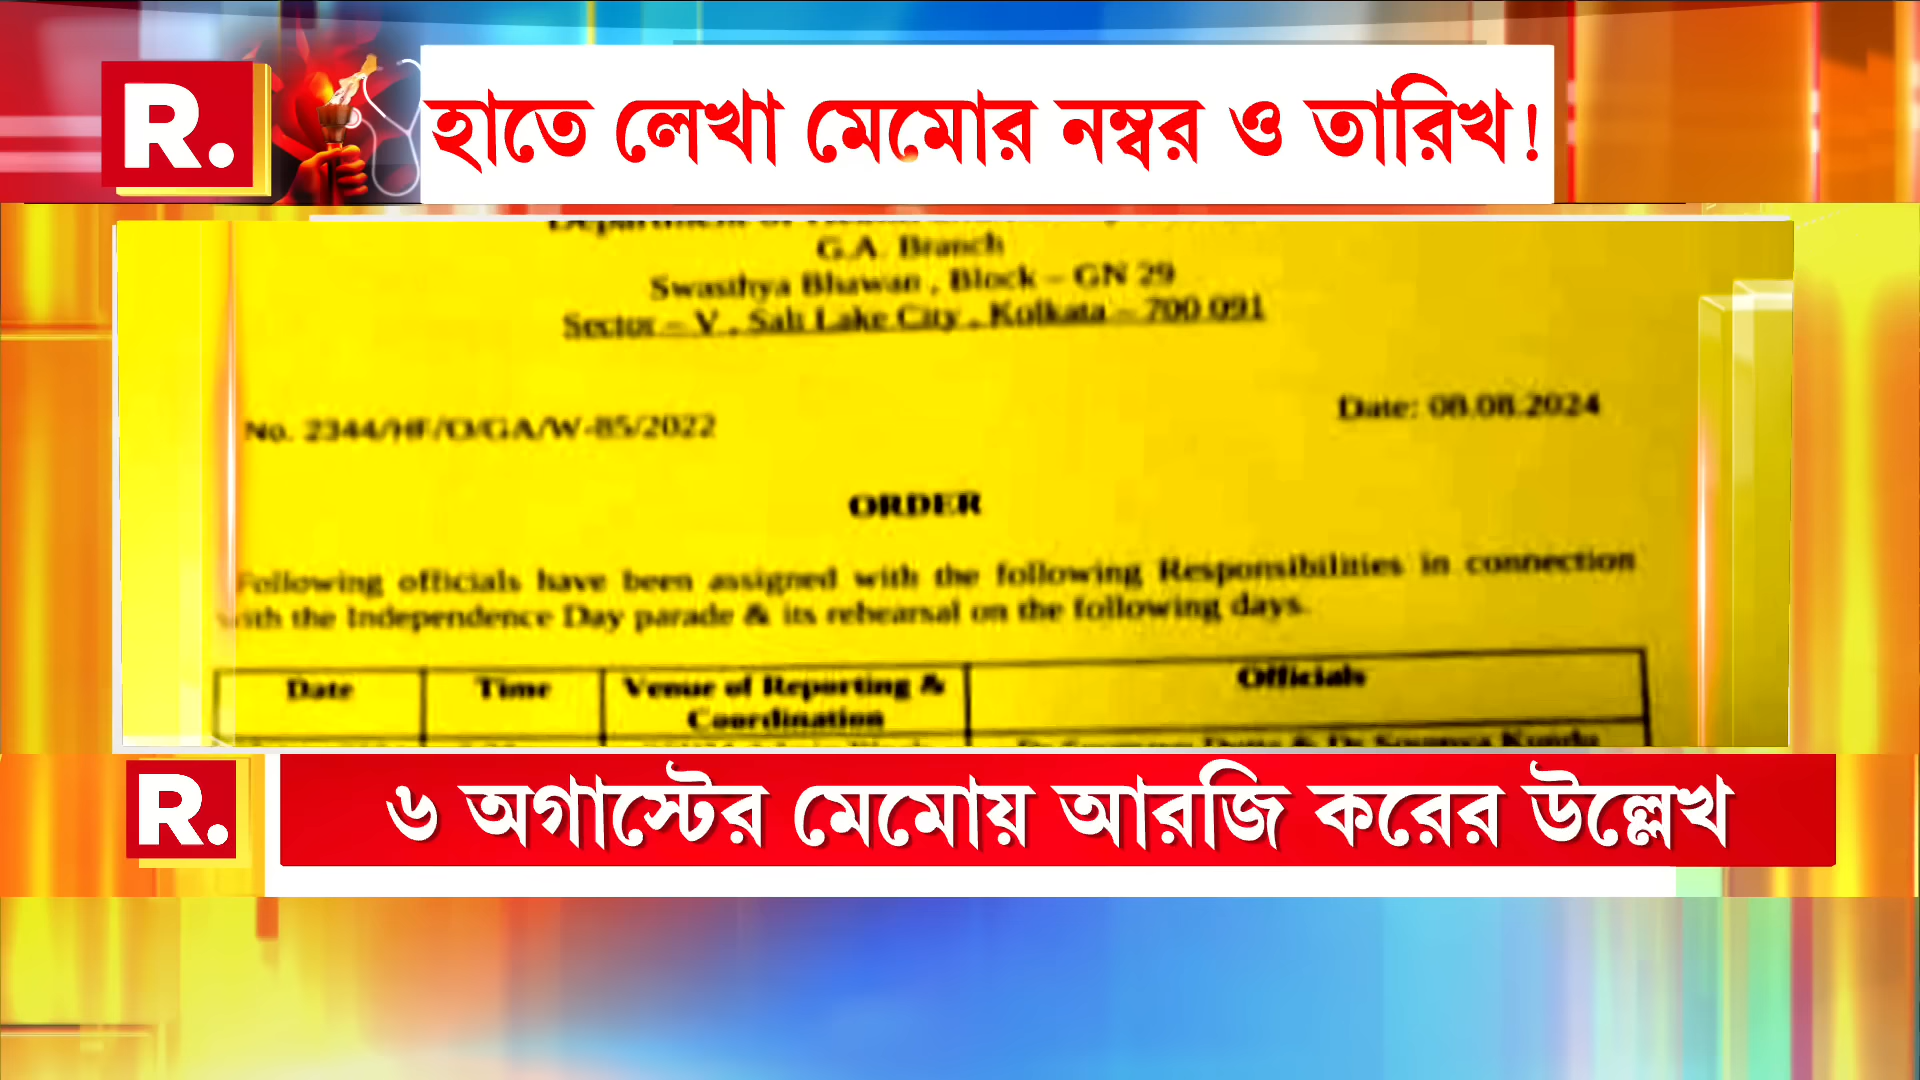 R.
হাতে লেখা মেমোর নম্বর ও তারিখ!
Department of
G.A. Branch
Swasthya Bhawan , Block – GN 29
Sector – V , Salt Lake City , Kolkata – 700 091
No. 2344/HF/O/GA/W-85/2022
Date: 08.08.2024
ORDER
Following officials have been assigned with the following Responsibilities in connection
with the Independence Day parade & its rehearsal on the following days.
Date Time Venue of Reporting & Coordination Officials
R.
৬ অগাস্টের মেমোয় আরজি করের উল্লেখ